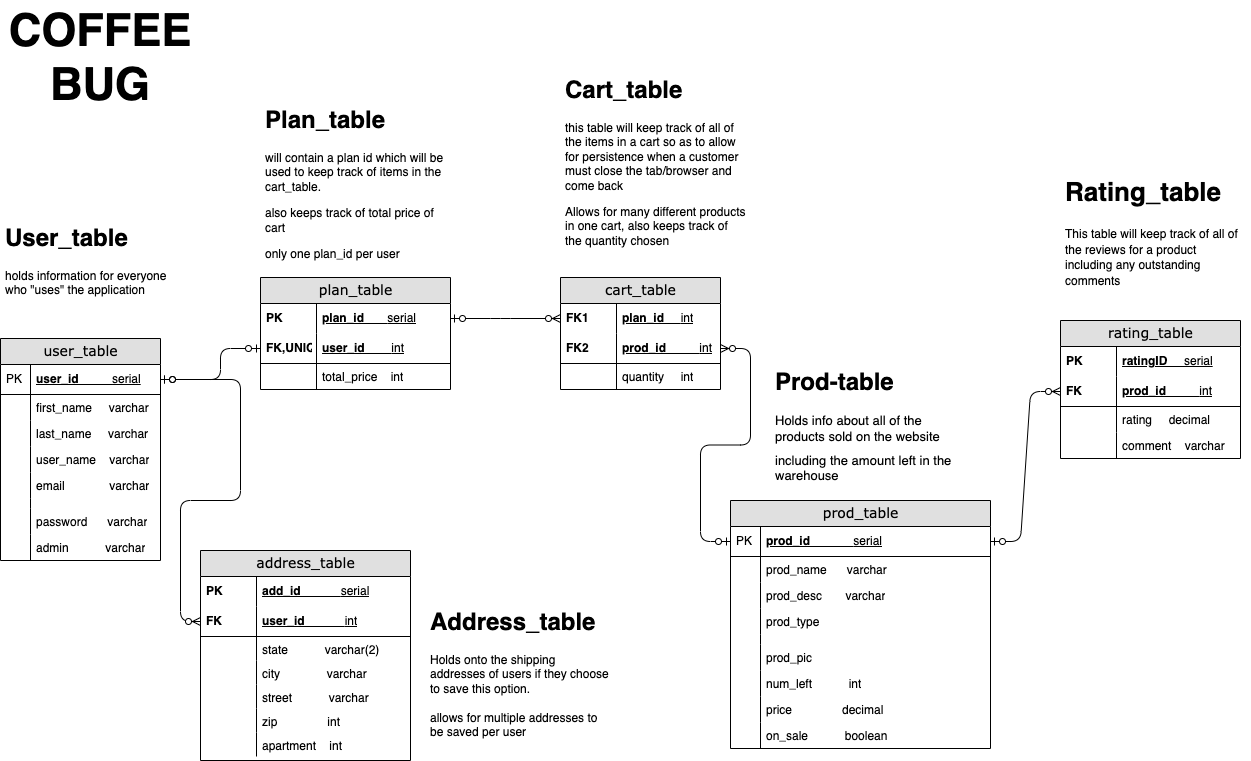 COFFEE
BUG
Cart_table
this table will keep track of all of
the items in a cart so as to allow
for persistence when a customer
must close the tab/browser and
come back
Allows for many different products
in one cart, also keeps track of
the quantity chosen
Plan_table
will contain a plan id which will be
used to keep track of items in the
cart_table.
also keeps track of total price of
cart
only one plan_id per user
Rating_table
This table will keep track of all of
the reviews for a product
including any outstanding
comments
User_table
holds information for everyone
who "uses" the application
plan_table
PK plan_id serial
FK,UNIC user_id int
total_price int
cart_table
FK1 plan_id int
FK2 prod_id int
quantity int
rating_table
PK ratingID serial
FK prod_id int
rating decimal
comment varchar
user_table
PK user_id serial
first_name varchar
last_name varchar
user_name varchar
email varchar
password varchar
admin varchar
Prod-table
Holds info about all of the
products sold on the website
including the amount left in the
warehouse
prod_table
PK prod_id serial
prod_name varchar
prod_desc varchar
prod_type
prod_pic
num_left int
price decimal
on_sale boolean
address_table
PK add_id serial
FK user_id int
state varchar(2)
city varchar
street varchar
zip int
apartment int
Address_table
Holds onto the shipping
addresses of users if they choose
to save this option.
allows for multiple addresses to
be saved per user